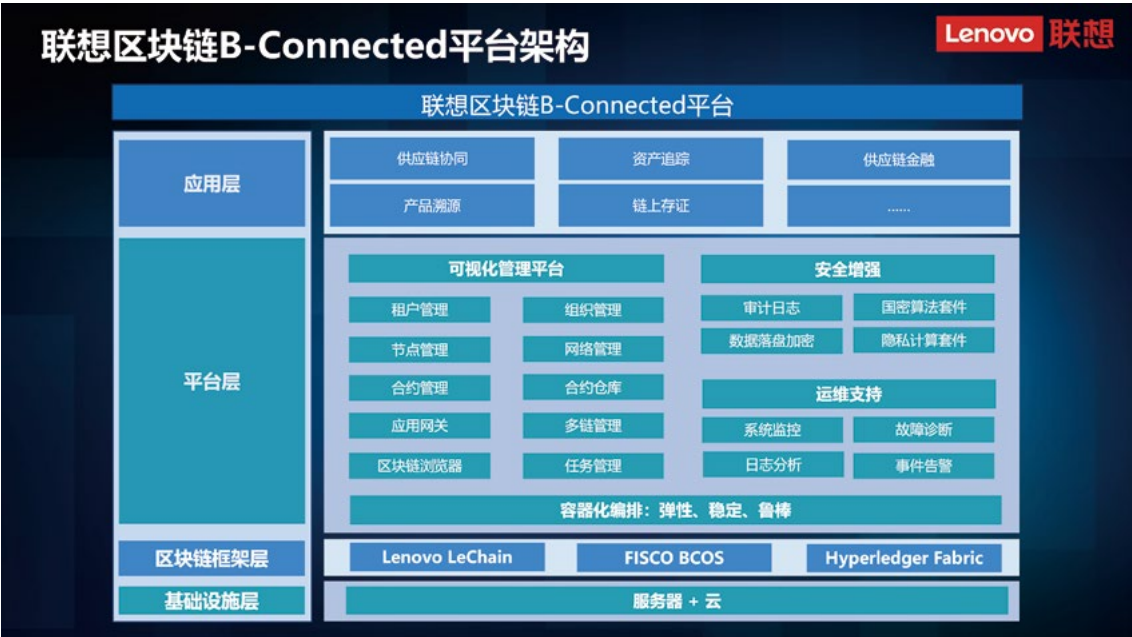 联想区块链B-Connected平台架构
Lenovo 联想
联想区块链B-Connected平台
应用层
供应链协同
资产追踪
供应链金融
产品溯源
链上存证
......
平台层
可视化管理平台
租户管理
组织管理
节点管理
网络管理
合约管理
合约仓库
应用网关
多链管理
区块链浏览器
任务管理
安全增强
审计日志
国密算法套件
数据落盘加密
隐私计算套件
运维支持
系统监控
故障诊断
日志分析
事件告警
容器化编排：弹性、稳定、鲁棒
区块链框架层
Lenovo LeChain
FISCO BCOS
Hyperledger Fabric
基础设施层
服务器 + 云